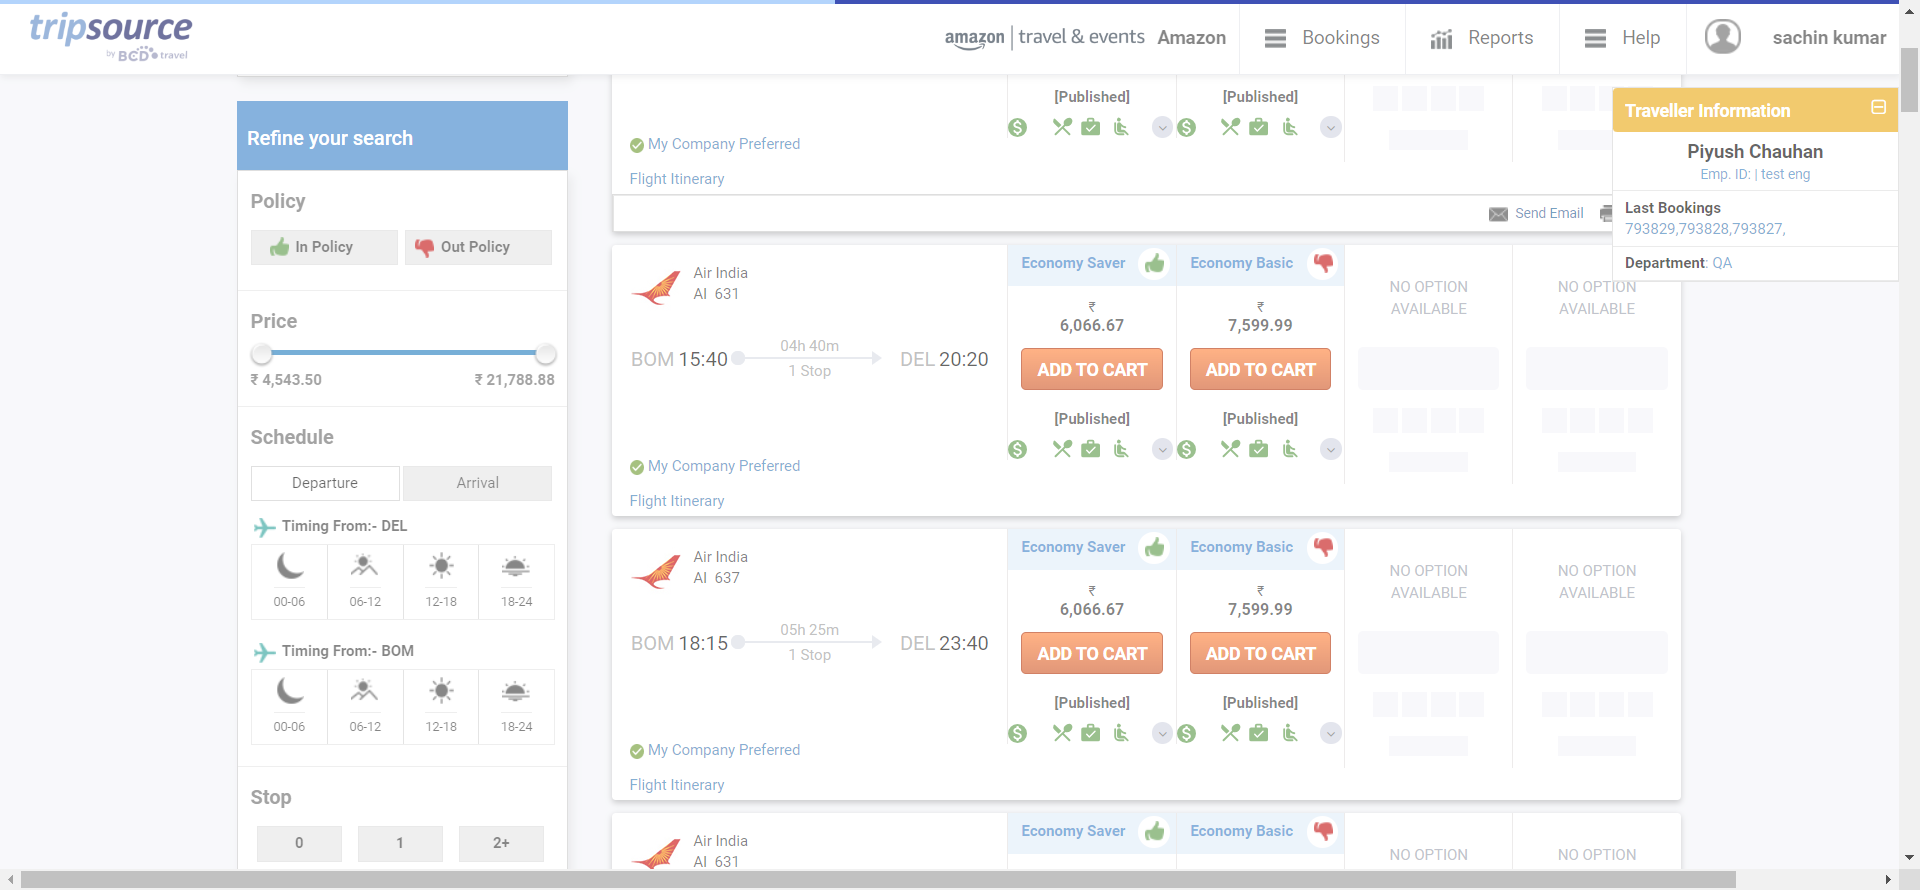 tripsource
by BCD travel
amazon | travel & events Amazon
Bookings
Reports
Help
sachin kumar
Refine your search
Policy
In Policy
Out Policy
Price
₹ 4,543.50
₹ 21,788.88
Schedule
Departure
Arrival
Timing From:- DEL
00-06
06-12
12-18
18-24
Timing From:- BOM
00-06
06-12
12-18
18-24
Stop
0
1
2+
[Published]
[Published]
My Company Preferred
Flight Itinerary
Send Email
Traveller Information
Piyush Chauhan
Emp. ID: | test eng
Last Bookings
793829,793828,793827,
Department: QA
Air India
AI 631
BOM 15:40
04h 40m
1 Stop
DEL 20:20
Economy Saver
₹
6,066.67
ADD TO CART
[Published]
Economy Basic
₹
7,599.99
ADD TO CART
[Published]
NO OPTION
AVAILABLE
NO OPTION
AVAILABLE
My Company Preferred
Flight Itinerary
Air India
AI 637
BOM 18:15
05h 25m
1 Stop
DEL 23:40
Economy Saver
₹
6,066.67
ADD TO CART
[Published]
Economy Basic
₹
7,599.99
ADD TO CART
[Published]
NO OPTION
AVAILABLE
NO OPTION
AVAILABLE
My Company Preferred
Flight Itinerary
Air India
AI 631
Economy Saver
Economy Basic
NO OPTION
NO OPTION